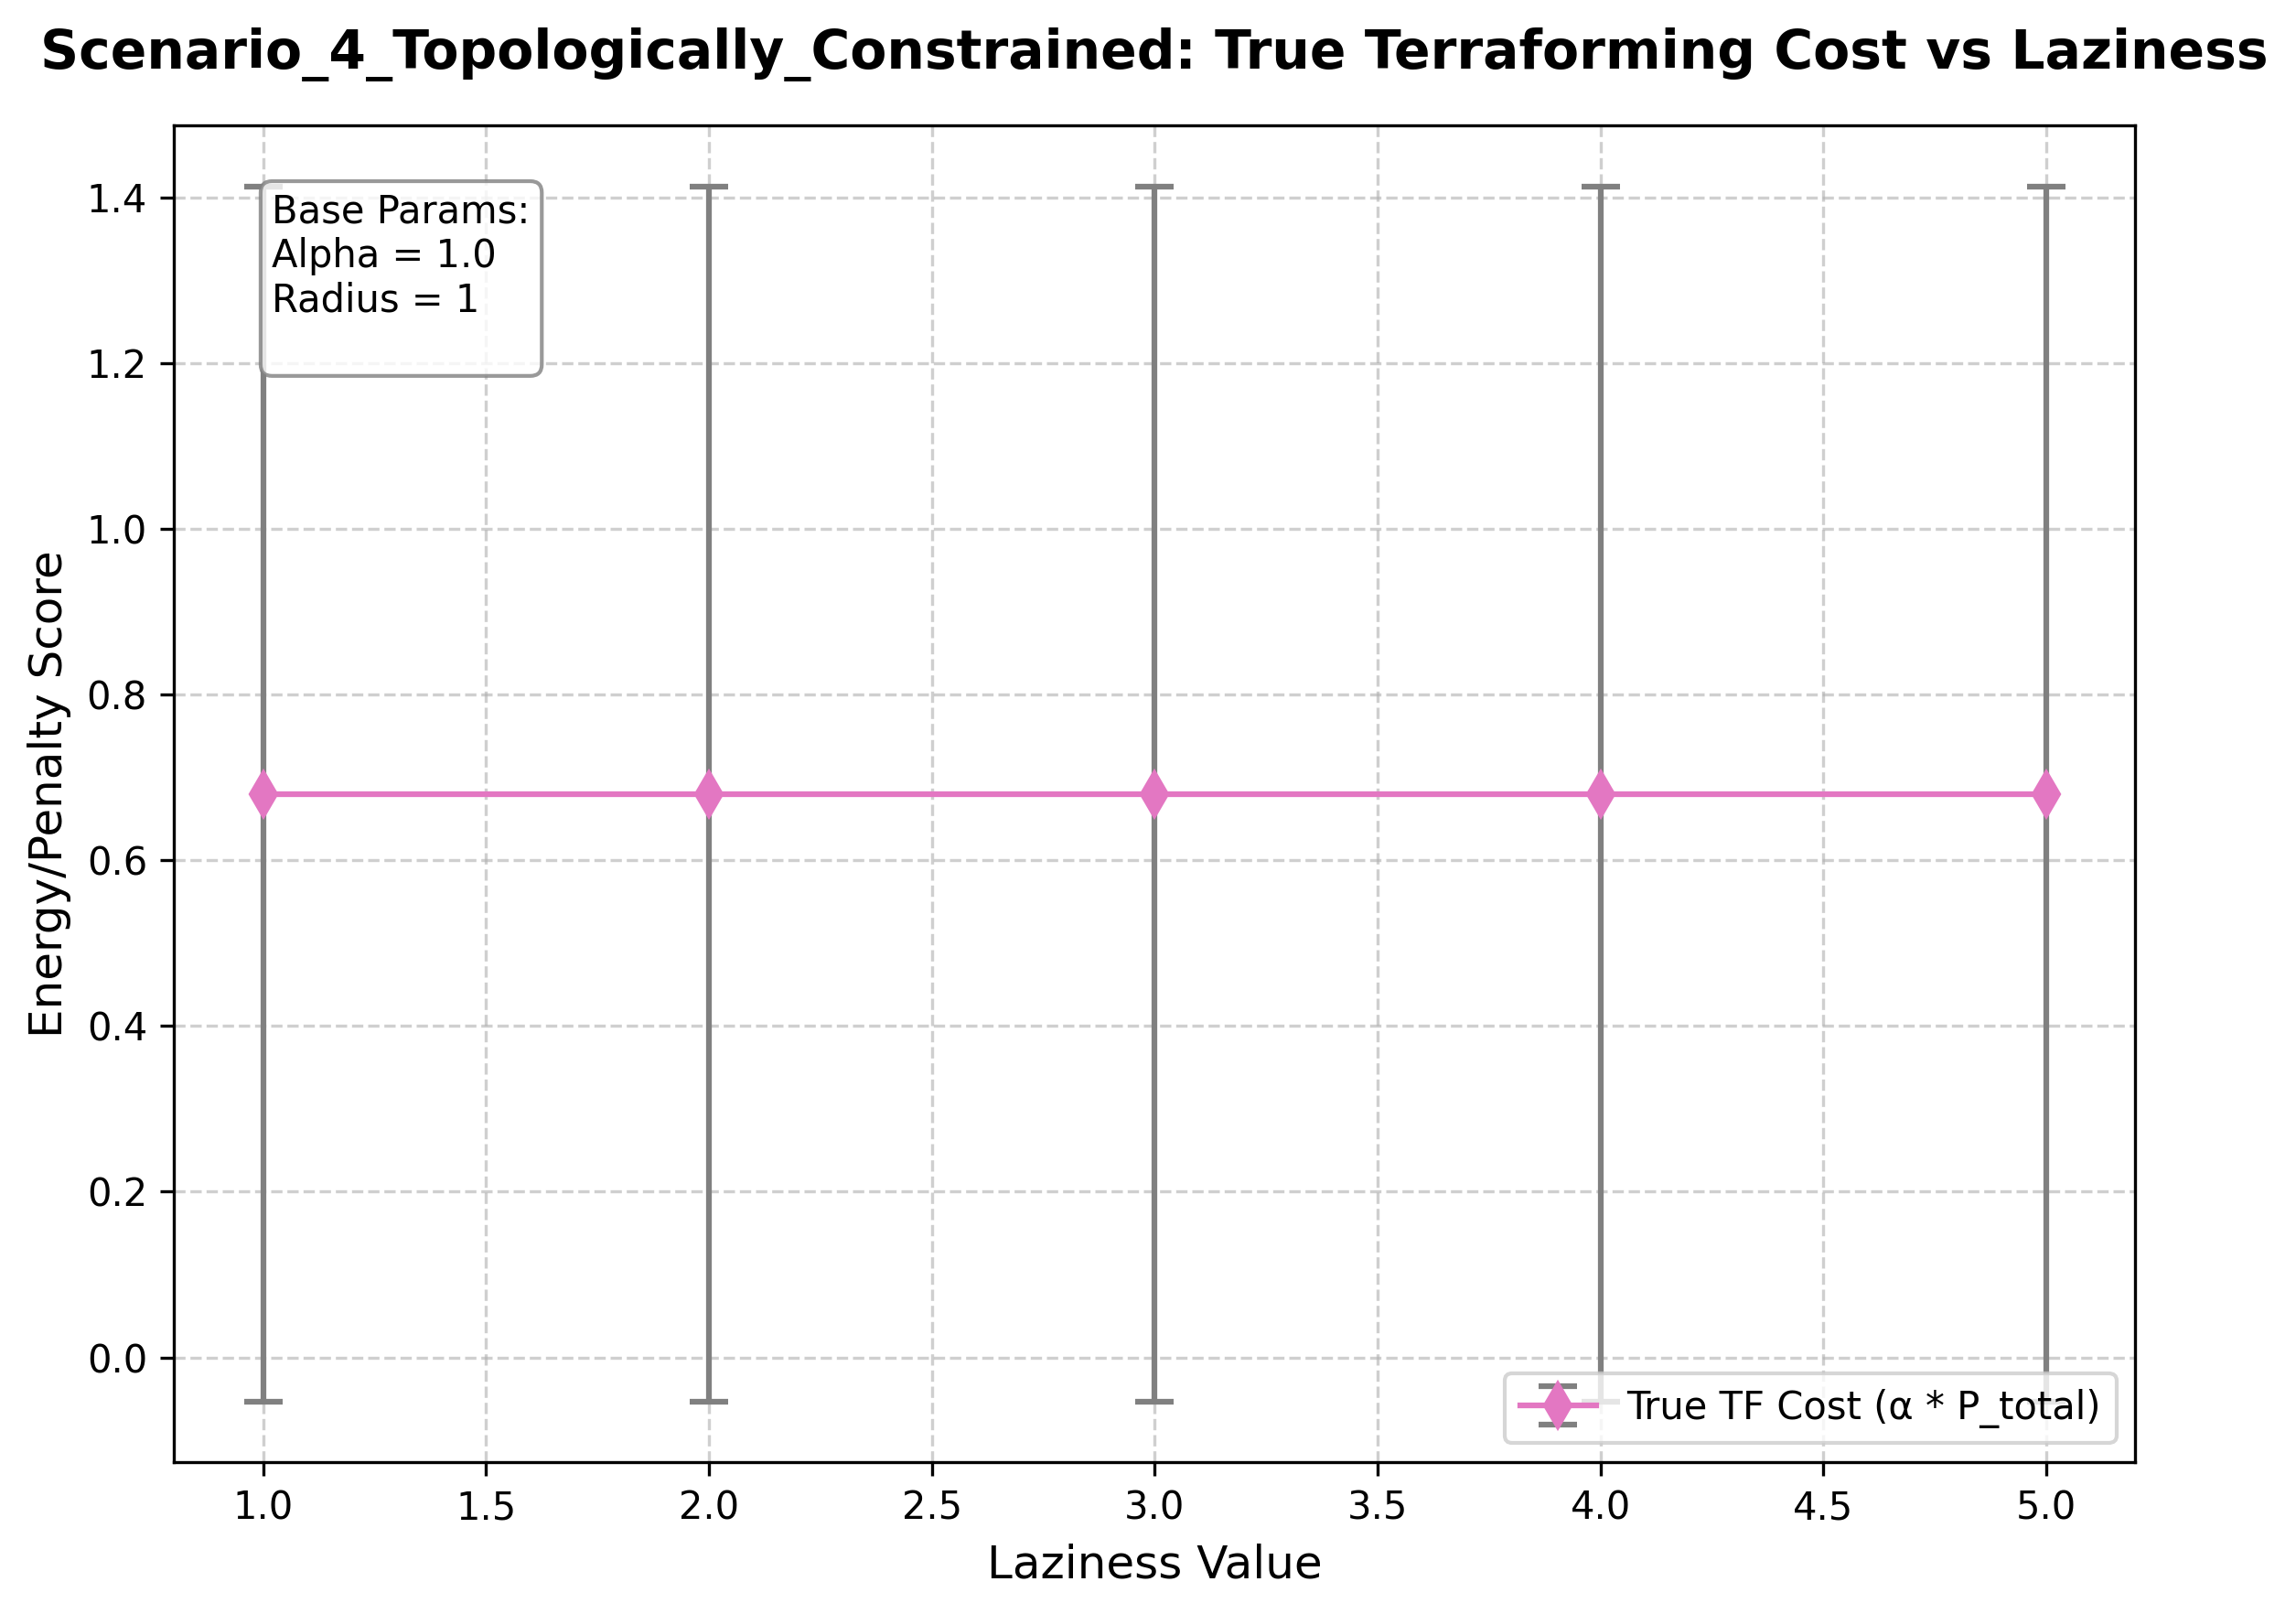 Scenario_4_Topologically_Constrained: True Terraforming Cost vs Laziness
Energy/Penalty Score
1.4
1.2
1.0
0.8
0.6
0.4
0.2
0.0
Base Params:
Alpha = 1.0
Radius = 1
True TF Cost (α * P_total)
1.0 1.5 2.0 2.5 3.0 3.5 4.0 4.5 5.0
Laziness Value